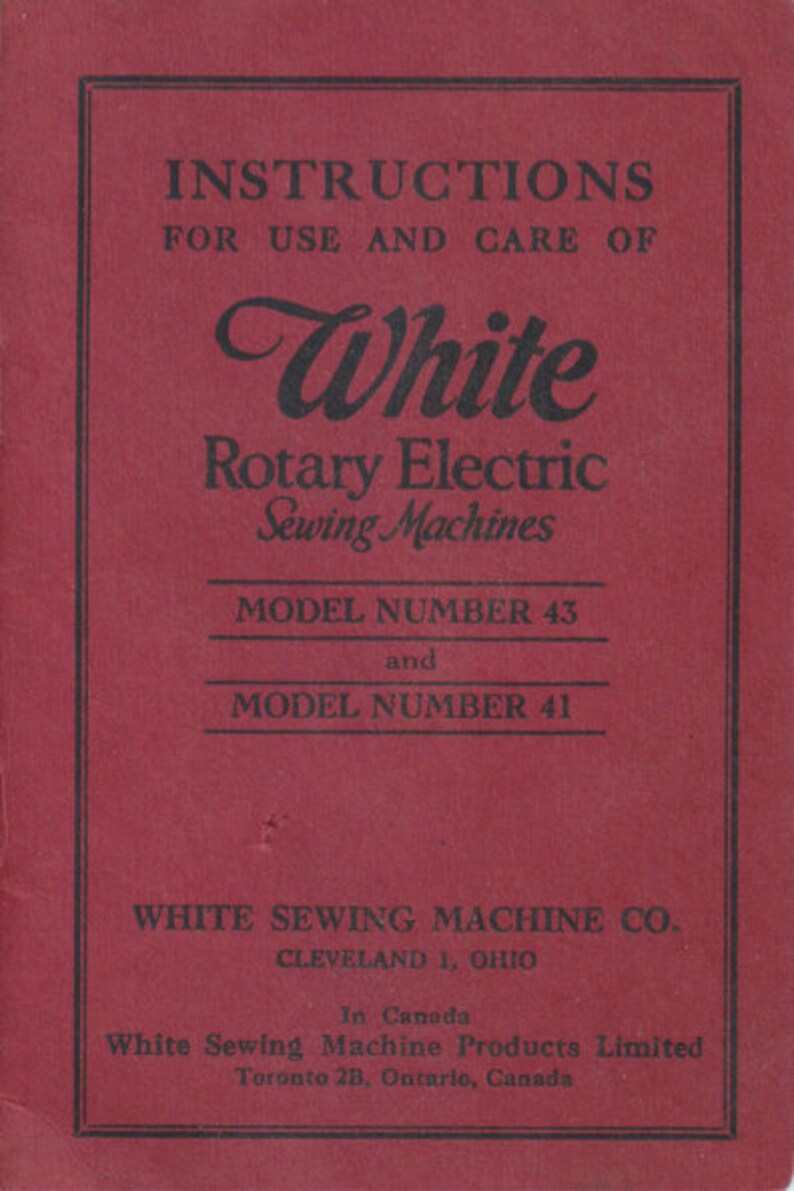 INSTRUCTIONS
FOR USE AND CARE OF
White
Rotary Electric
Sewing Machines
MODEL NUMBER 43
and
MODEL NUMBER 41
WHITE SEWING MACHINE CO.
CLEVELAND 1, OHIO
In Canada
White Sewing Machine Products Limited
Toronto 2B, Ontario, Canada